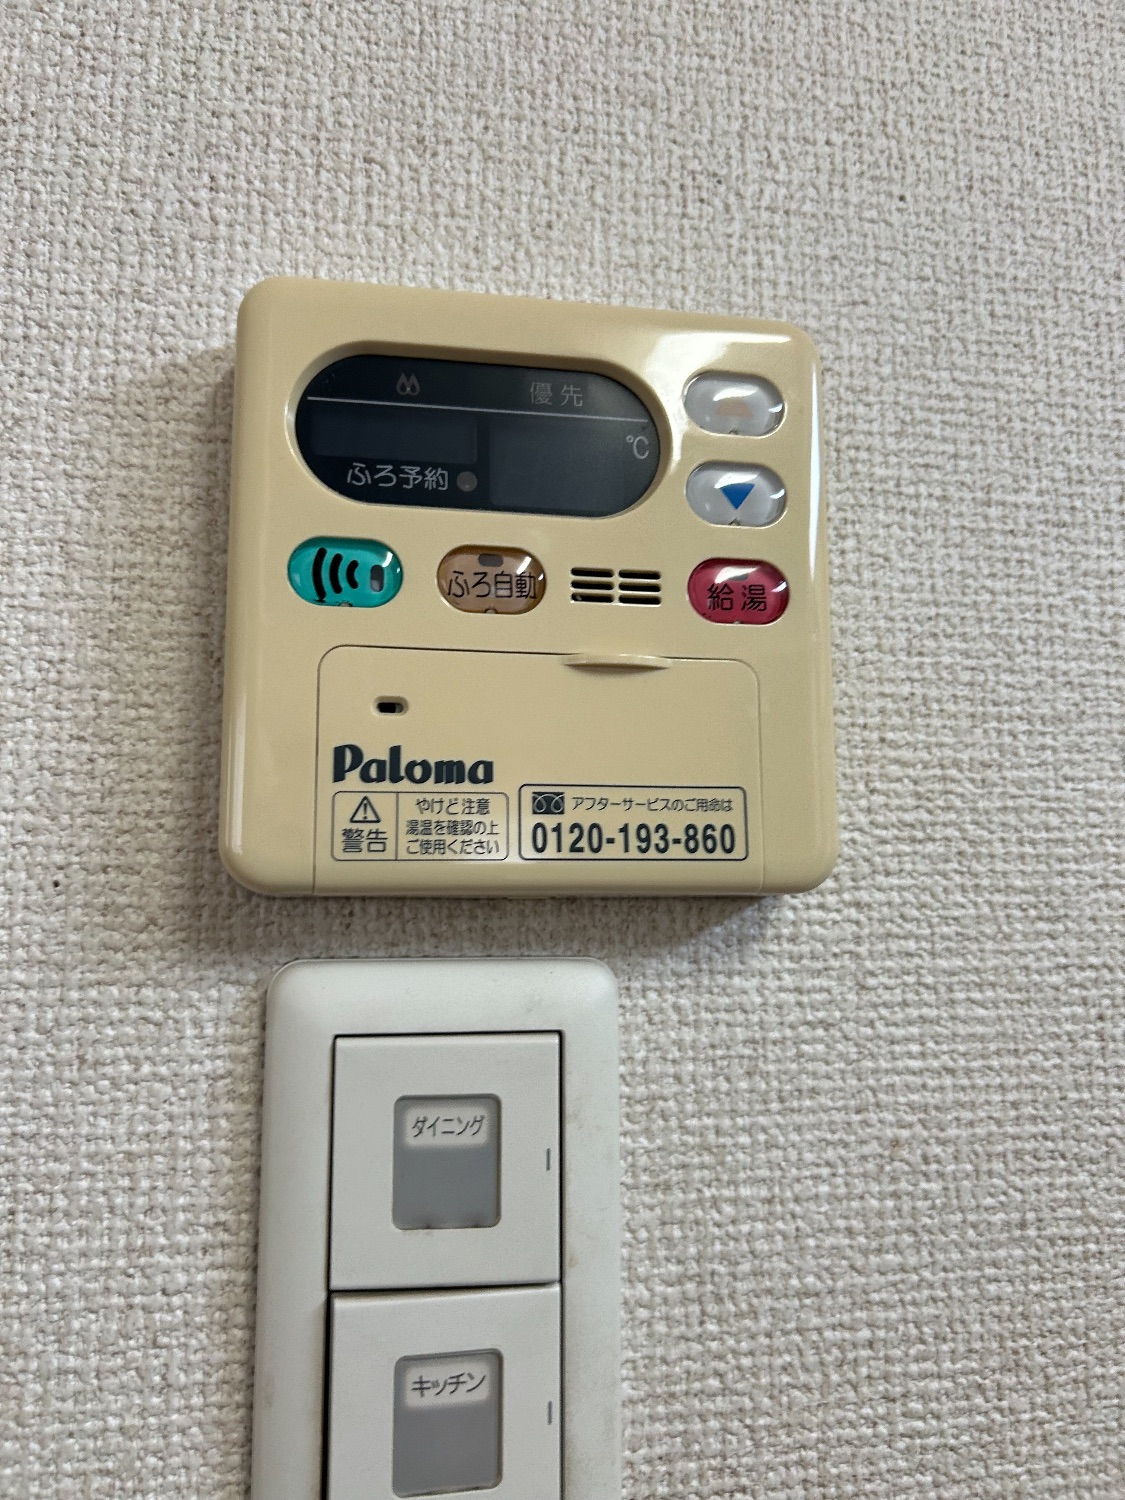 優先
℃
ふろ予約
ふろ自動
給湯
Paloma
警告
やけど注意
湯温を確認の上
ご使用ください
アフターサービスのご用命は
0120-193-860
ダイニング
キッチン